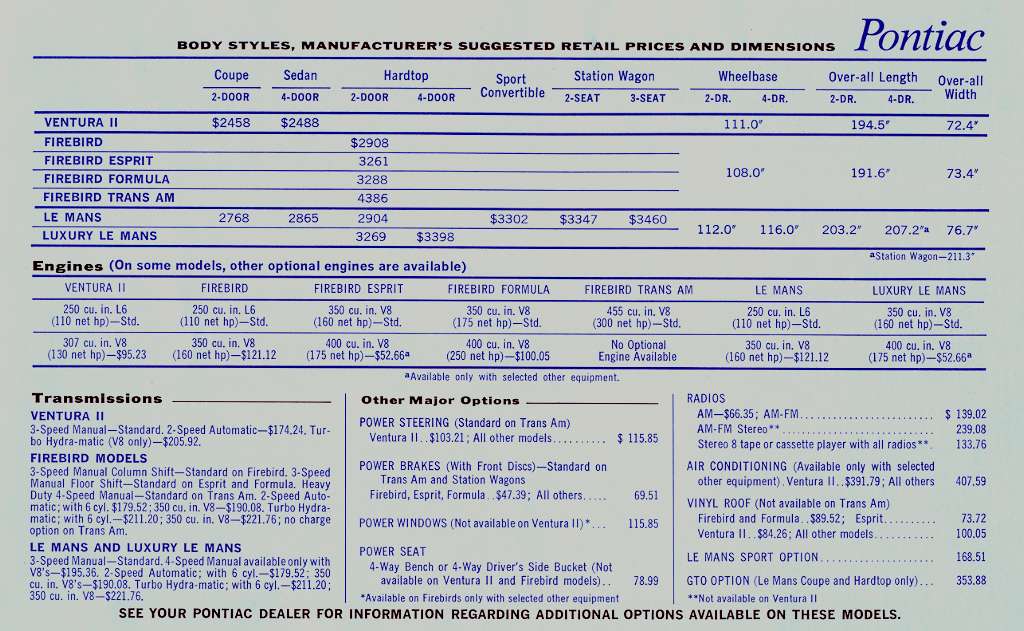 BODY STYLES, MANUFACTURER'S SUGGESTED RETAIL PRICES AND DIMENSIONS Pontiac
Coupe Sedan Hardtop Sport Convertible Station Wagon Wheelbase Over-all Length Over-all Width
2-DOOR 4-DOOR 2-DOOR 4-DOOR 2-SEAT 3-SEAT 2-DR. 4-DR. 2-DR. 4-DR.
VENTURA II $2458 $2488 111.0" 194.5" 72.4"
FIREBIRD $2908
FIREBIRD ESPRIT 3261
FIREBIRD FORMULA 3288 108.0" 191.6" 73.4"
FIREBIRD TRANS AM 4386
LE MANS 2768 2865 2904 $3302 $3347 $3460
LUXURY LE MANS 3269 $3398 112.0" 116.0" 203.2" 207.2"a 76.7"
aStation Wagon—211.3"
Engines (On some models, other optional engines are available)
VENTURA II FIREBIRD FIREBIRD ESPRIT FIREBIRD FORMULA FIREBIRD TRANS AM LE MANS LUXURY LE MANS
250 cu. in. L6 250 cu. in. L6 350 cu. in. V8 350 cu. in. V8 455 cu. in. V8 250 cu. in. L6 350 cu. in. V8
(110 net hp)—Std. (110 net hp)—Std. (160 net hp)—Std. (175 net hp)—Std. (300 net hp)—Std. (110 net hp)—Std. (160 net hp)—Std.
307 cu. in. V8 350 cu. in. V8 400 cu. in. V8 400 cu. in. V8 No Optional 350 cu. in. V8 400 cu. in. V8
(130 net hp)—$95.23 (160 net hp)—$121.12 (175 net hp)—$52.66a (250 net hp)—$100.05 Engine Available (160 net hp)—$121.12 (175 net hp)—$52.66a
aAvailable only with selected other equipment.
Transmissions
VENTURA II
3-Speed Manual—Standard. 2-Speed Automatic—$174.24. Tur-
bo Hydra-matic (V8 only)—$205.92.
FIREBIRD MODELS
3-Speed Manual Column Shift—Standard on Firebird. 3-Speed
Manual Floor Shift—Standard on Esprit and Formula. Heavy
Duty 4-Speed Manual—Standard on Trans Am. 2-Speed Auto-
matic; with 6 cyl. $179.52; 350 cu. in. V8—$190.08. Turbo Hydra-
matic; with 6 cyl.—$211.20; 350 cu. in. V8—$221.76; no charge
option on Trans Am.
LE MANS AND LUXURY LE MANS
3-Speed Manual—Standard. 4-Speed Manual available only with
V8's—$195.36. 2-Speed Automatic; with 6 cyl.—$179.52; 350
cu. in. V8's—$190.08. Turbo Hydra-matic; with 6 cyl.—$211.20;
350 cu. in. V8—$221.76.
Other Major Options
POWER STEERING (Standard on Trans Am)
Ventura II..$103.21; All other models.......... $ 115.85
POWER BRAKES (With Front Discs)—Standard on
Trans Am and Station Wagons
Firebird, Esprit, Formula..$47.39; All others..... 69.51
POWER WINDOWS (Not available on Ventura II)*... 115.85
POWER SEAT
4-Way Bench or 4-Way Driver's Side Bucket (Not
available on Ventura II and Firebird models).. 78.99
*Available on Firebirds only with selected other equipment
RADIOS
AM—$66.35; AM-FM........................ $ 139.02
AM-FM Stereo**............................ 239.08
Stereo 8 tape or cassette player with all radios**. 133.76
AIR CONDITIONING (Available only with selected
other equipment). Ventura II..$391.79; All others 407.59
VINYL ROOF (Not available on Trans Am)
Firebird and Formula..$89.52; Esprit.......... 73.72
Ventura II..$84.26; All other models........... 100.05
LE MANS SPORT OPTION..................... 168.51
GTO OPTION (Le Mans Coupe and Hardtop only)... 353.88
**Not available on Ventura II
SEE YOUR PONTIAC DEALER FOR INFORMATION REGARDING ADDITIONAL OPTIONS AVAILABLE ON THESE MODELS.